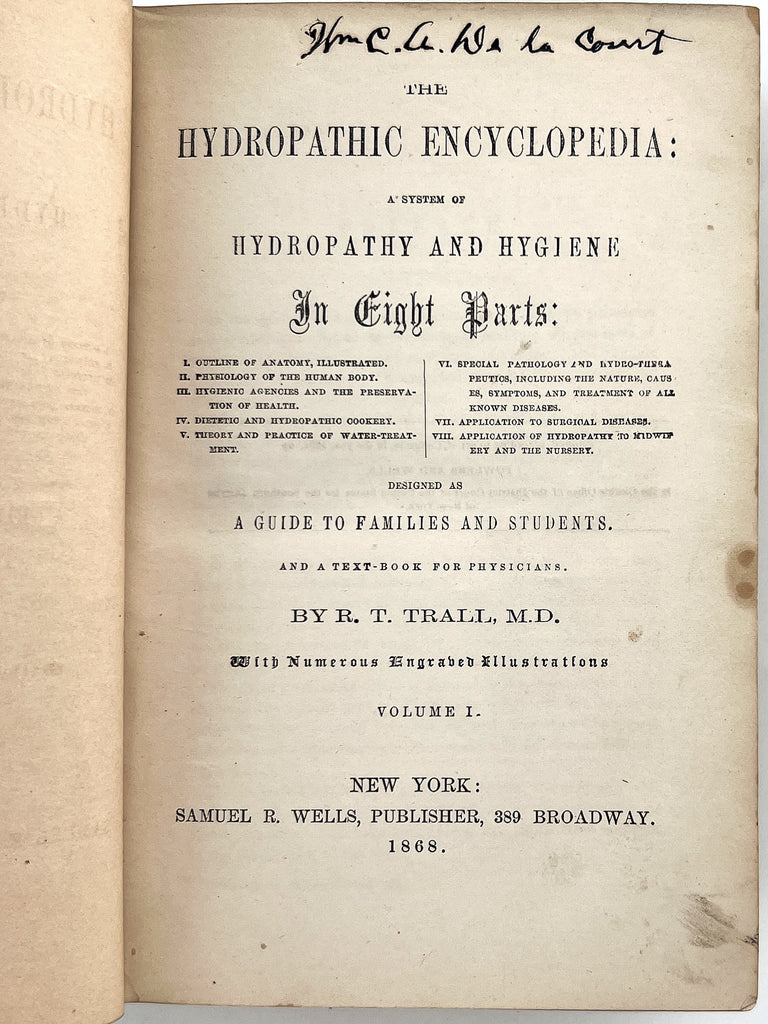 Wm C. A. De la Court
THE
HYDROPATHIC ENCYCLOPEDIA:
A SYSTEM OF
HYDROPATHY AND HYGIENE
In Eight Parts:
I. OUTLINE OF ANATOMY, ILLUSTRATED.
II. PHYSIOLOGY OF THE HUMAN BODY.
III. HYGIENIC AGENCIES AND THE PRESERVA-
TION OF HEALTH.
IV. DIETETIC AND HYDROPATHIC COOKERY.
V. THEORY AND PRACTICE OF WATER-TREAT-
MENT.
VI. SPECIAL PATHOLOGY AND HYDRO-THERA
PEUTICS, INCLUDING THE NATURE, CAUS
ES, SYMPTOMS, AND TREATMENT OF ALL
KNOWN DISEASES.
VII. APPLICATION TO SURGICAL DISEASES.
VIII. APPLICATION OF HYDROPATHY TO MIDWIF
ERY AND THE NURSERY.
DESIGNED AS
A GUIDE TO FAMILIES AND STUDENTS.
AND A TEXT-BOOK FOR PHYSICIANS.
BY R. T. TRALL, M.D.
With Numerous Engraved Illustrations
VOLUME I.
NEW YORK:
SAMUEL R. WELLS, PUBLISHER, 389 BROADWAY.
1868.